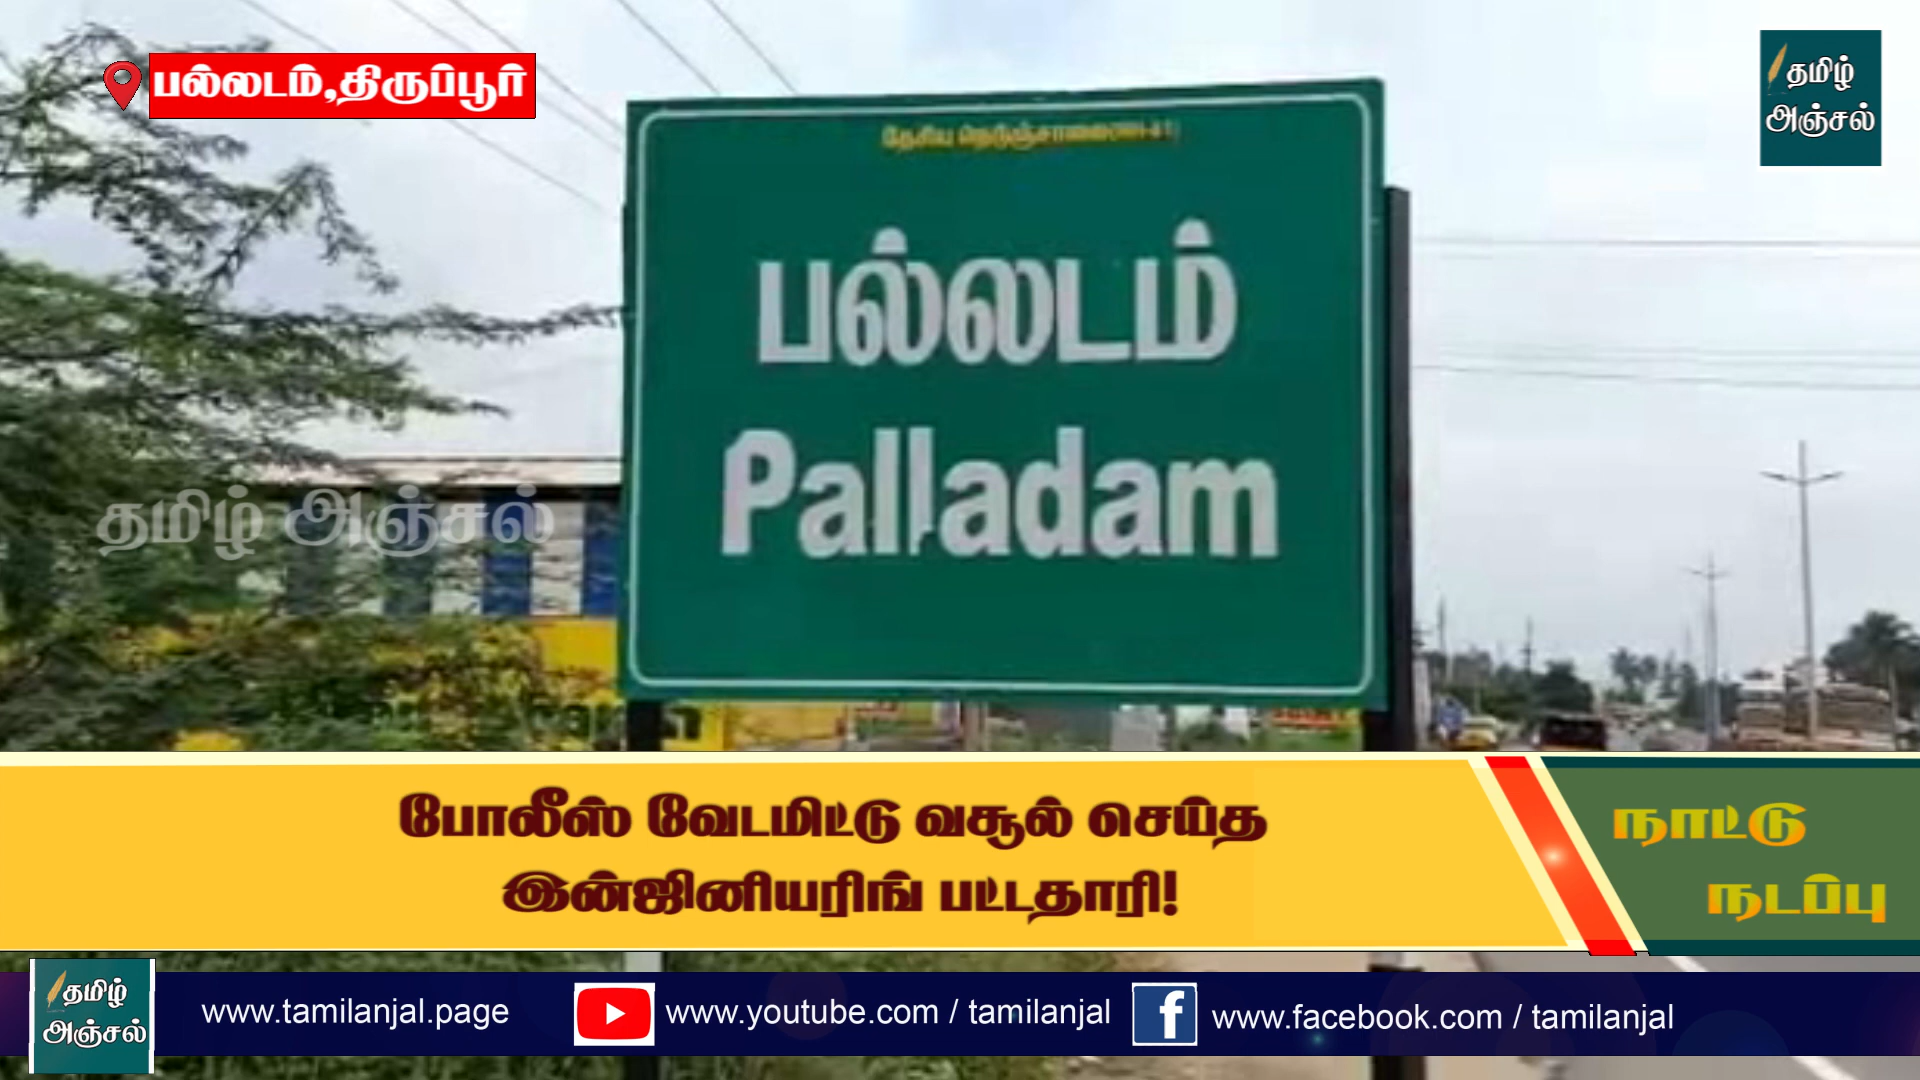 பல்லடம்,திருப்பூர்
தமிழ்
அஞ்சல்
தேசிய நெடுஞ்சாலை
பல்லடம்
Palladam
தமிழ் அஞ்சல்
போலீஸ் வேடமிட்டு வசூல் செய்த
இன்ஜினியரிங் பட்டதாரி!
நாட்டு
நடப்பு
தமிழ்
அஞ்சல்
www.tamilanjal.page
www.youtube.com / tamilanjal
www.facebook.com / tamilanjal